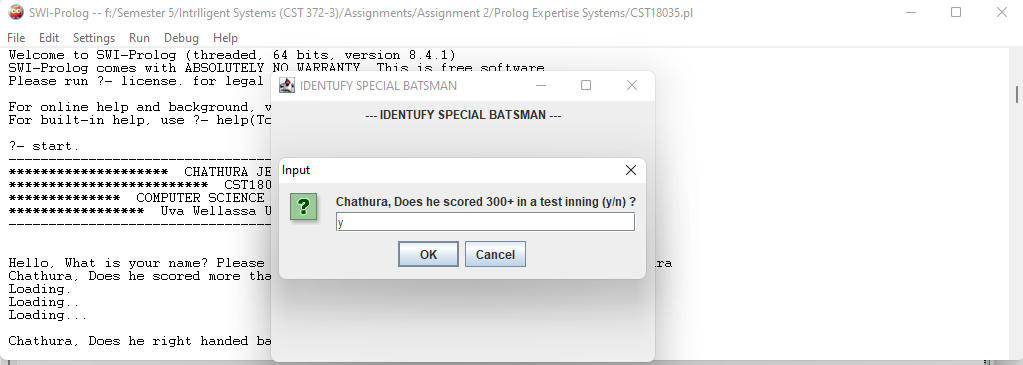 SWI-Prolog -- f:/Semester 5/Intrlligent Systems (CST 372-3)/Assignments/Assignment 2/Prolog Expertise Systems/CST18035.pl
File Edit Settings Run Debug Help
Welcome to SWI-Prolog (threaded, 64 bits, version 8.4.1)
SWI-Prolog comes with ABSOLUTELY NO WARRANTY. This is free software
Please run ?- license. for legal
For online help and background, v
For built-in help, use ?- help(To
?- start.
-----------------------------------
******************** CHATHURA JE
************************* CST180
************** COMPUTER SCIENCE
***************** Uva Wellassa U
-----------------------------------
Hello, What is your name? Please
ra
Chathura, Does he scored more tha
Loading.
Loading..
Loading...
Chathura, Does he right handed ba
IDENTUFY SPECIAL BATSMAN
--- IDENTUFY SPECIAL BATSMAN ---
Input
Chathura, Does he scored 300+ in a test inning (y/n) ?
y
OK Cancel